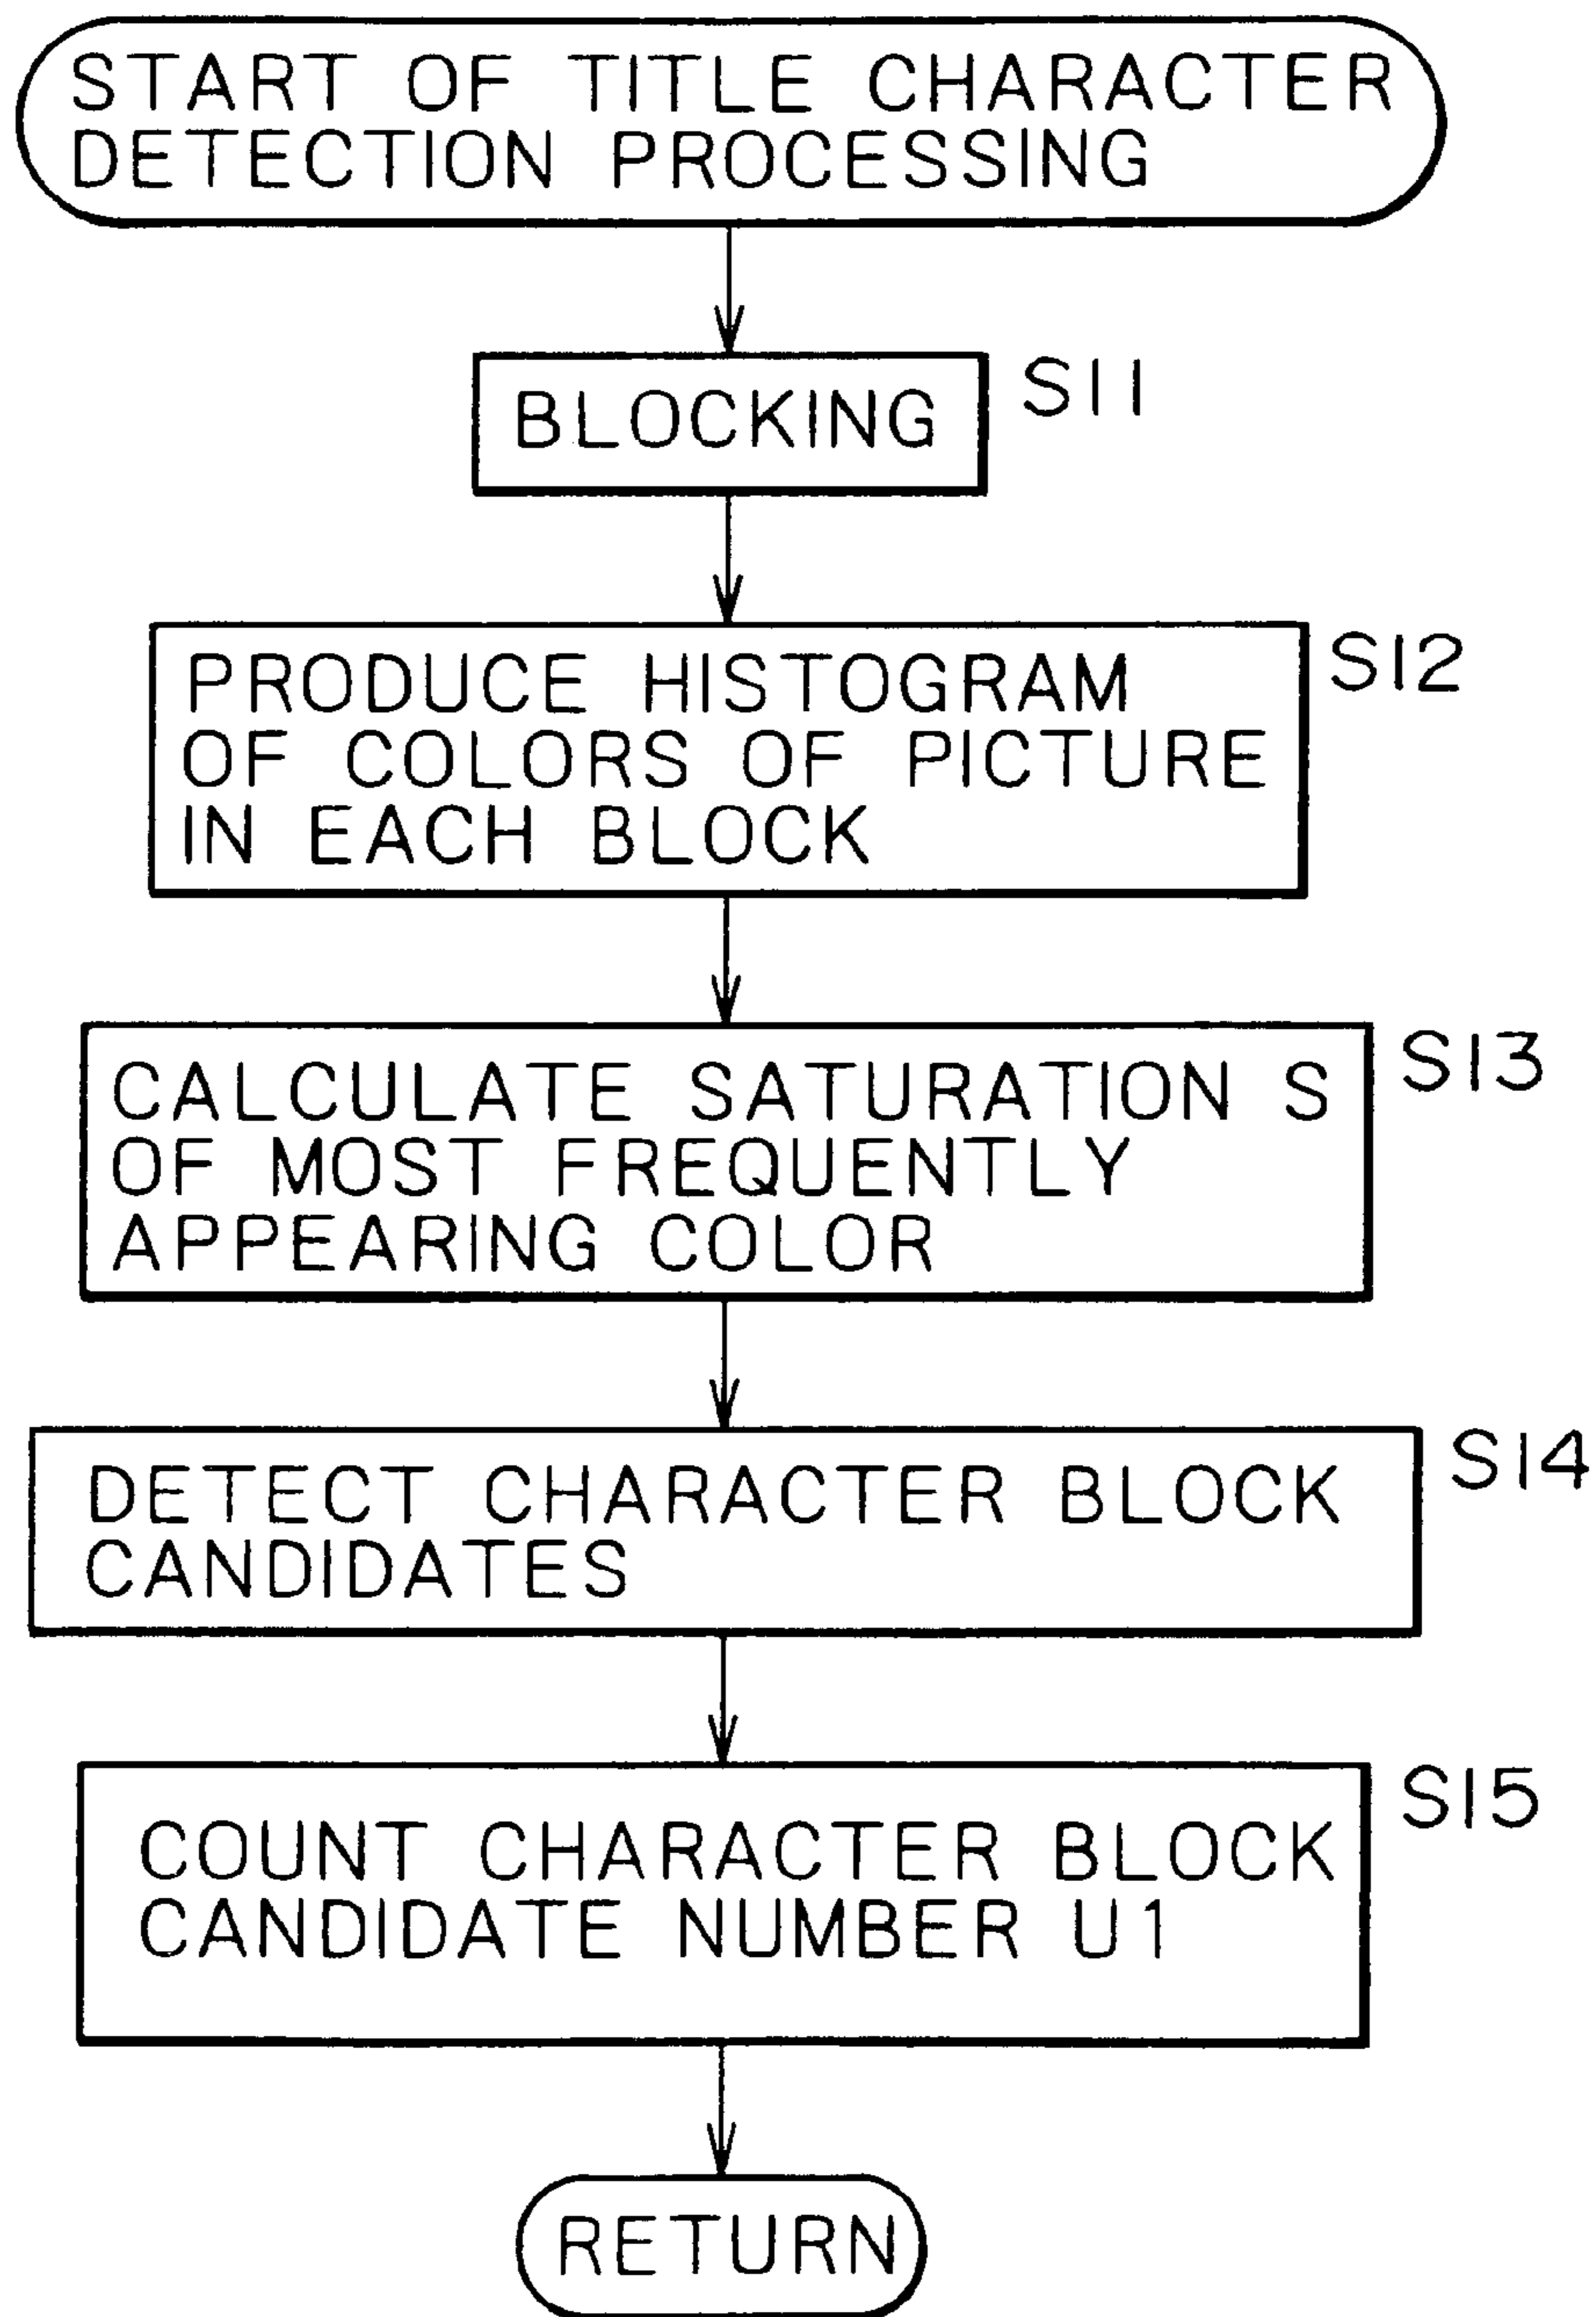 START OF TITLE CHARACTER
DETECTION PROCESSING
BLOCKING
S11
PRODUCE HISTOGRAM
OF COLORS OF PICTURE
IN EACH BLOCK
S12
CALCULATE SATURATION S
OF MOST FREQUENTLY
APPEARING COLOR
S13
DETECT CHARACTER BLOCK
CANDIDATES
S14
COUNT CHARACTER BLOCK
CANDIDATE NUMBER U1
S15
RETURN